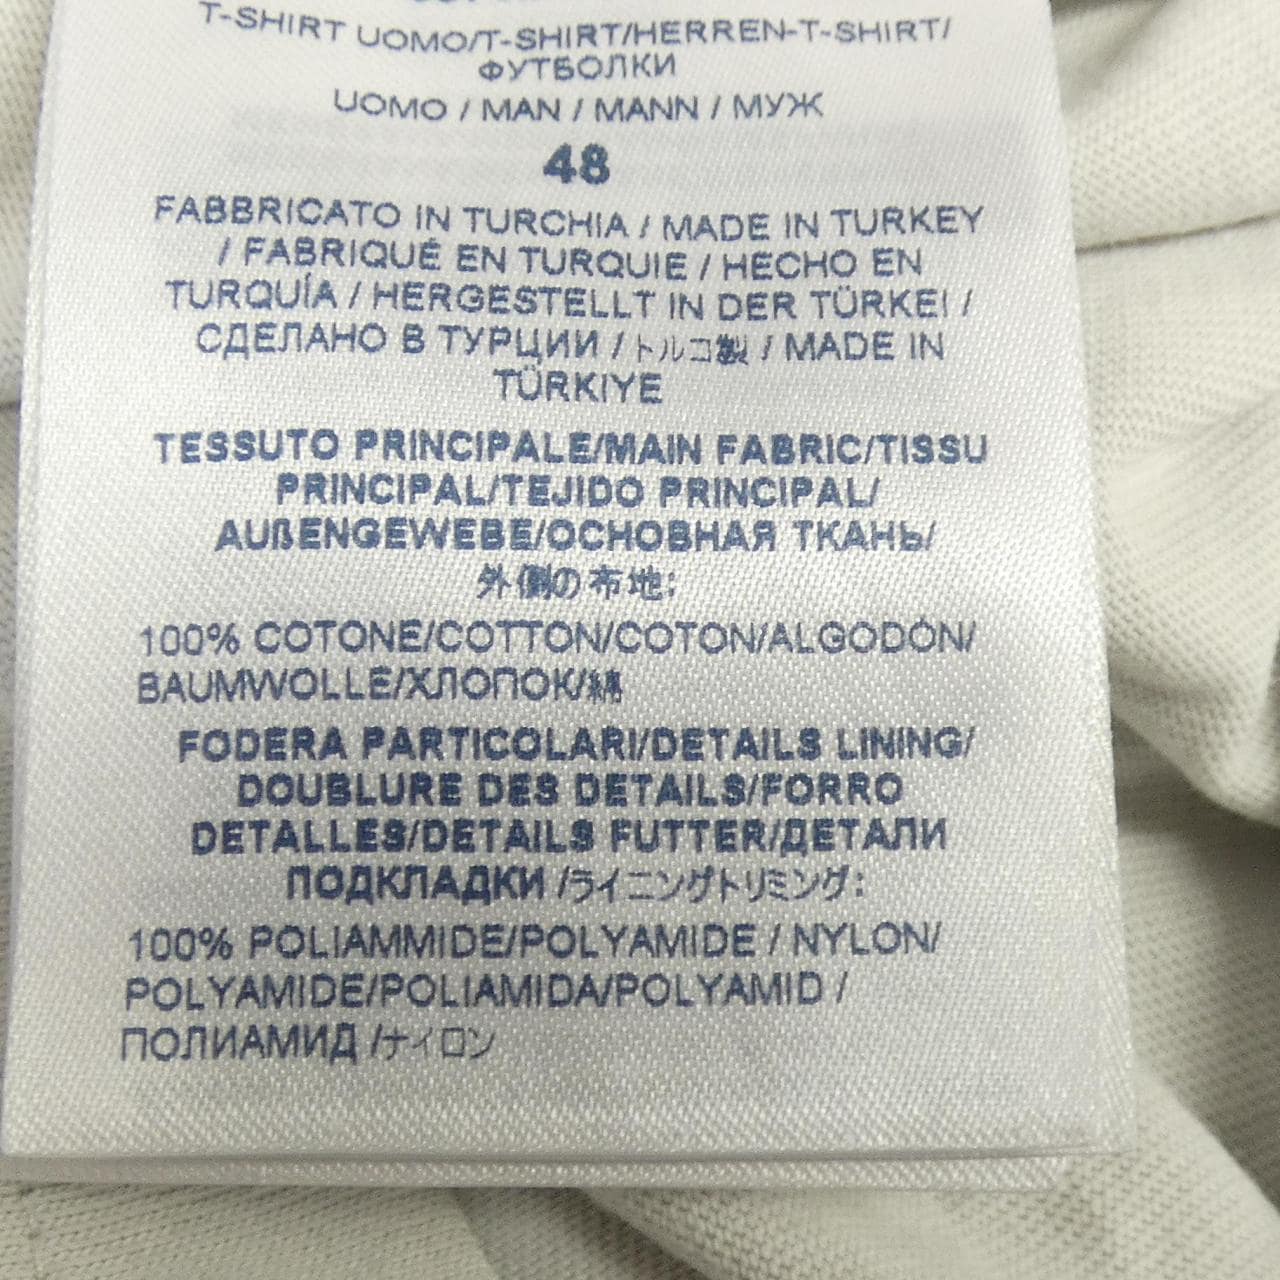 T-SHIRT UOMO/T-SHIRT/HERREN-T-SHIRT/
ФУТБОЛКИ
UOMO / MAN / MANN / МУЖ
48
FABBRICATO IN TURCHIA / MADE IN TURKEY
/ FABRIQUÉ EN TURQUIE / HECHO EN
TURQUÍA / HERGESTELLT IN DER TÜRKEI /
СДЕЛАНО В ТУРЦИИ / トルコ製 / MADE IN
TÜRKIYE
TESSUTO PRINCIPALE/MAIN FABRIC/TISSU
PRINCIPAL/TEJIDO PRINCIPAL/
AUßENGEWEBE/ОСНОВНАЯ ТКАНЬ/
外側の布地:
100% COTONE/COTTON/COTON/ALGODÓN/
BAUMWOLLE/ХЛОПОК/綿
FODERA PARTICOLARI/DETAILS LINING/
DOUBLURE DES DETAILS/FORRO
DETALLES/DETAILS FUTTER/ДЕТАЛИ
ПОДКЛАДКИ /ライニングトリミング:
100% POLIAMMIDE/POLYAMIDE / NYLON/
POLYAMIDE/POLIAMIDA/POLYAMID /
ПОЛИАМИД /ナイロン